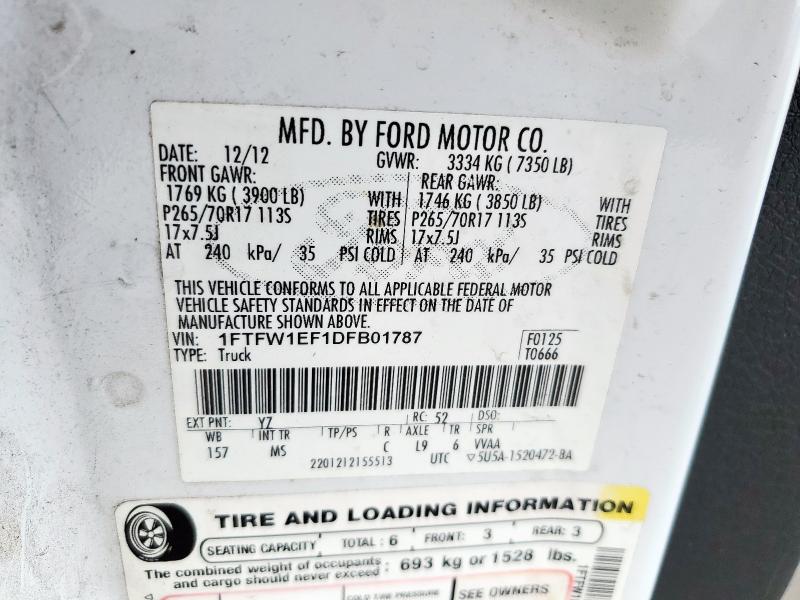 MFD. BY FORD MOTOR CO.
DATE: 12/12 GVWR: 3334 KG ( 7350 LB)
FRONT GAWR: REAR GAWR:
1769 KG ( 3900 LB) WITH 1746 KG ( 3850 LB) WITH
P265/70R17 113S TIRES P265/70R17 113S TIRES
17x7.5J RIMS 17x7.5J RIMS
AT 240 kPa/ 35 PSI COLD AT 240 kPa/ 35 PSI COLD
THIS VEHICLE CONFORMS TO ALL APPLICABLE FEDERAL MOTOR
VEHICLE SAFETY STANDARDS IN EFFECT ON THE DATE OF
MANUFACTURE SHOWN ABOVE.
VIN: 1FTFW1EF1DFB01787 F0125
TYPE: Truck T0666
EXT PNT: YZ RC: 52 DSO:
WB INT TR TP/PS R AXLE TR SPR
157 MS C L9 6 VVAA
2201212155513 UTC ▽5U5A-1520472-BA
TIRE AND LOADING INFORMATION
SEATING CAPACITY TOTAL : 6 FRONT: 3 REAR: 3
The combined weight of occupants
and cargo should never exceed : 693 kg or 1528 lbs.
COLD TIRE PRESSURE SEE OWNERS
1FTFW